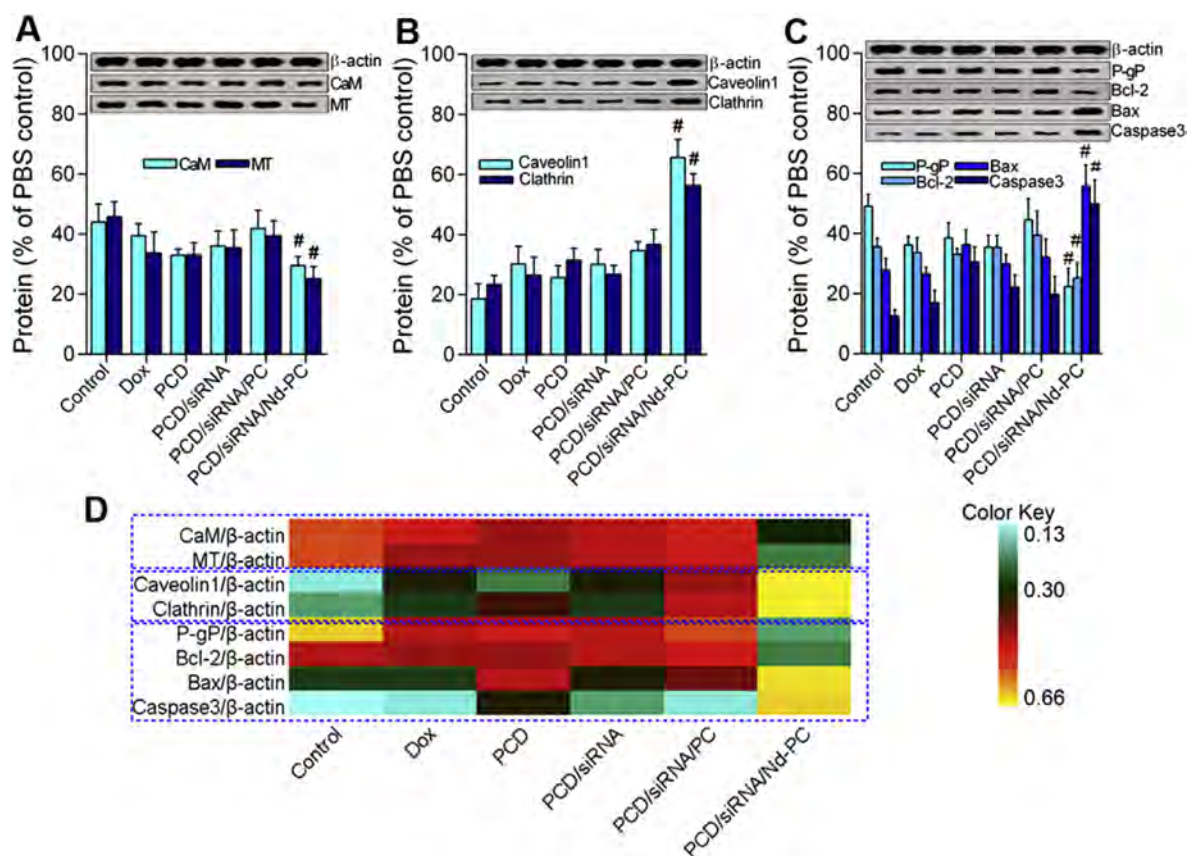 A
Protein (% of PBS control)
100
80
60
40
20
0
β-actin
CaM
MT
CaM MT
# #
Control
Dox
PCD
PCD/siRNA
PCD/siRNA/PC
PCD/siRNA/Nd-PC
B
Protein (% of PBS control)
100
80
60
40
20
0
β-actin
Caveolin1
Clathrin
Caveolin1
Clathrin
#
#
Control
Dox
PCD
PCD/siRNA
PCD/siRNA/PC
PCD/siRNA/Nd-PC
C
Protein (% of PBS control)
100
80
60
40
20
0
β-actin
P-gP
Bcl-2
Bax
Caspase3
P-gP Bax
Bcl-2 Caspase3
#
#
#
#
Control
Dox
PCD
PCD/siRNA
PCD/siRNA/PC
PCD/siRNA/Nd-PC
D
CaM/β-actin
MT/β-actin
Caveolin1/β-actin
Clathrin/β-actin
P-gP/β-actin
Bcl-2/β-actin
Bax/β-actin
Caspase3/β-actin
Control
Dox
PCD
PCD/siRNA
PCD/siRNA/PC
PCD/siRNA/Nd-PC
Color Key
0.13
0.30
0.66